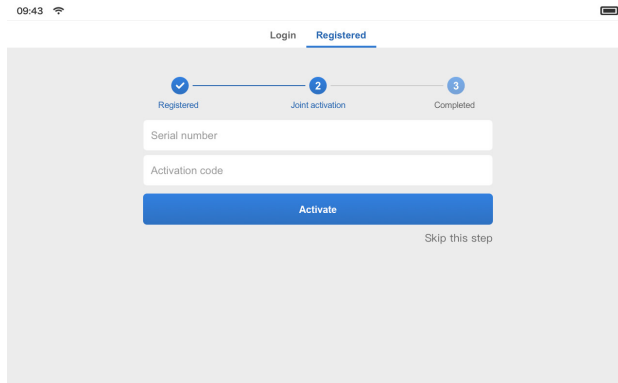 09:43
Login Registered
2 3
Registered Joint activation Completed
Serial number
Activation code
Activate
Skip this step